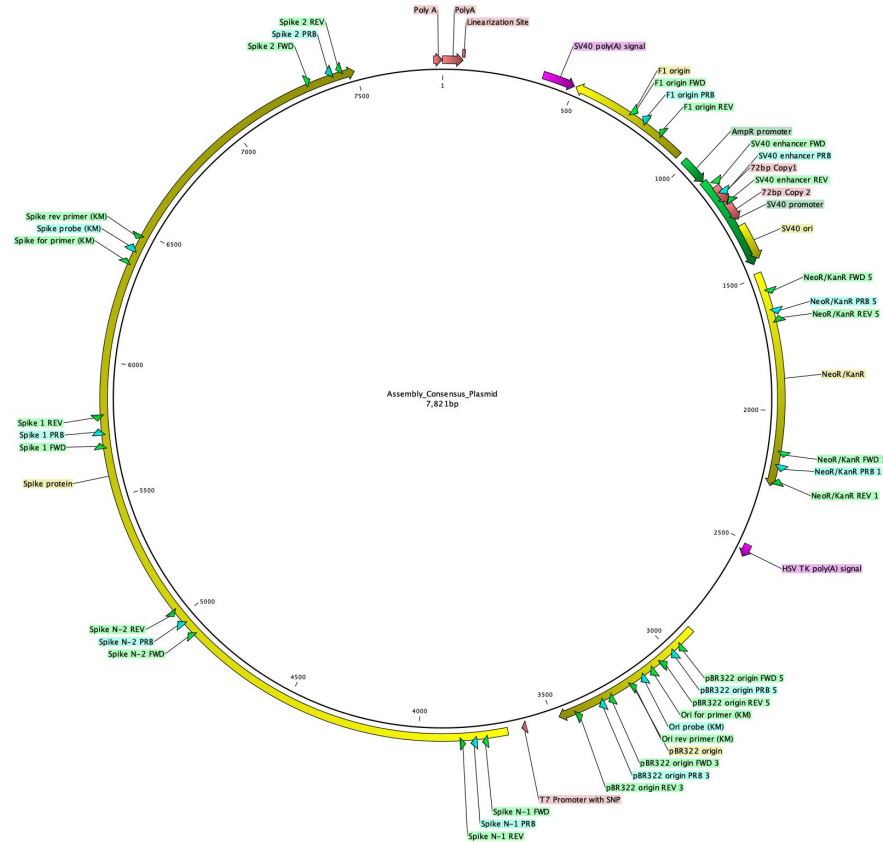 Poly A
PolyA
Linearization Site
Spike 2 REV
Spike 2 PRB
Spike 2 FWD
SV40 poly(A) signal
F1 origin
F1 origin FWD
F1 origin PRB
F1 origin REV
AmpR promoter
SV40 enhancer FWD
SV40 enhancer PRB
72bp Copy1
SV40 enhancer REV
72bp Copy 2
SV40 promoter
SV40 ori
1
500
1000
1500
2000
2500
3000
3500
4000
4500
5000
5500
6000
6500
7000
7500
NeoR/KanR FWD 5
NeoR/KanR PRB 5
NeoR/KanR REV 5
NeoR/KanR
NeoR/KanR FWD 1
NeoR/KanR PRB 1
NeoR/KanR REV 1
HSV TK poly(A) signal
pBR322 origin FWD 5
pBR322 origin PRB 5
pBR322 origin REV 5
Ori for primer (KM)
Ori probe (KM)
Ori rev primer (KM)
pBR322 origin
pBR322 origin FWD 3
pBR322 origin PRB 3
pBR322 origin REV 3
T7 Promoter with SNP
Spike N-1 FWD
Spike N-1 PRB
Spike N-1 REV
Spike N-2 REV
Spike N-2 PRB
Spike N-2 FWD
Spike protein
Spike 1 REV
Spike 1 PRB
Spike 1 FWD
Spike rev primer (KM)
Spike probe (KM)
Spike for primer (KM)
Assembly_Consensus_Plasmid
7,821bp